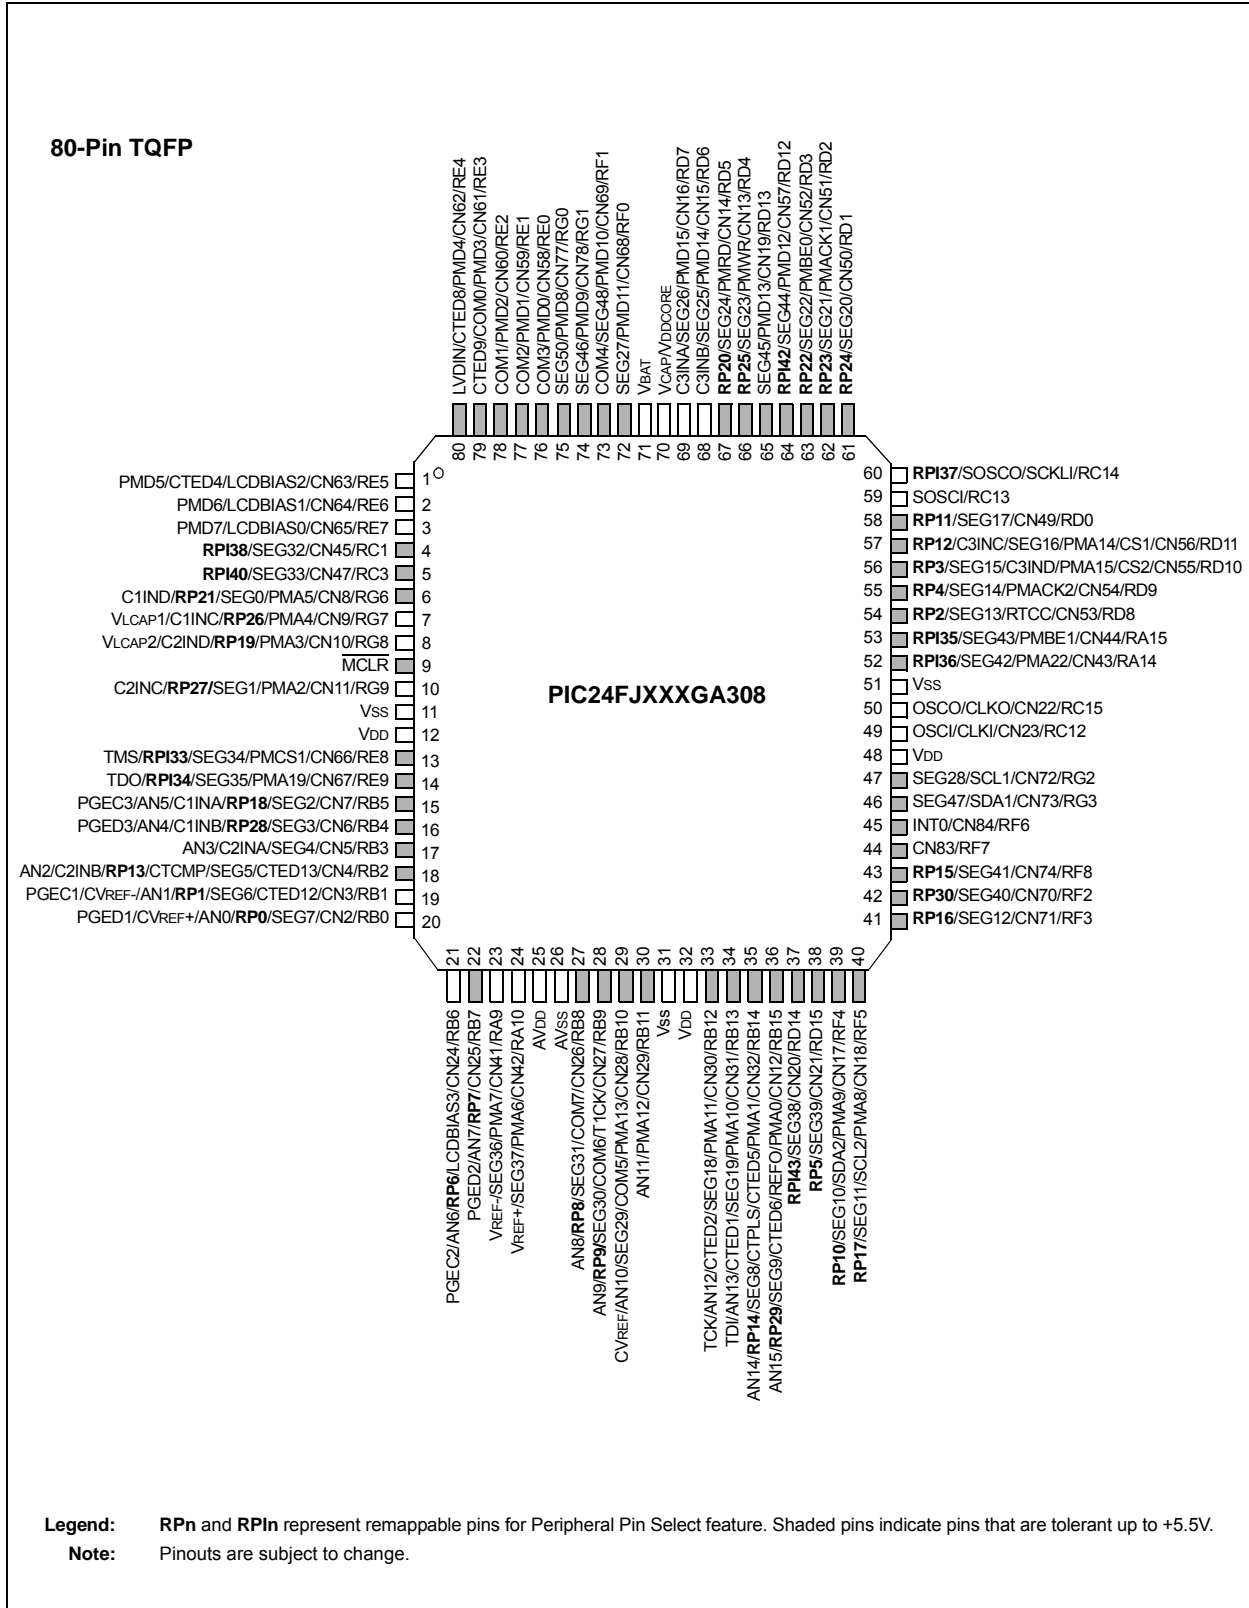 80-Pin TQFP
LVDIN/CTED8/PMD4/CN62/RE4
CTED9/COM0/PMD3/CN61/RE3
COM1/PMD2/CN60/RE2
COM2/PMD1/CN59/RE1
COM3/PMD0/CN58/RE0
SEG50/PMD8/CN77/RG0
SEG46/PMD9/CN78/RG1
COM4/SEG48/PMD10/CN69/RF1
SEG27/PMD11/CN68/RF0
VBAT
VCAP/VDDCORE
C3INA/SEG26/PMD15/CN16/RD7
C3INB/SEG25/PMD14/CN15/RD6
RP20/SEG24/PMRD/CN14/RD5
RP25/SEG23/PMWR/CN13/RD4
SEG45/PMD13/CN19/RD13
RPI42/SEG44/PMD12/CN57/RD12
RP22/SEG22/PMBE0/CN52/RD3
RP23/SEG21/PMACK1/CN51/RD2
RP24/SEG20/CN50/RD1
80
79
78
77
76
75
74
73
72
71
70
69
68
67
66
65
64
63
62
61
PMD5/CTED4/LCDBIAS2/CN63/RE5 1
PMD6/LCDBIAS1/CN64/RE6 2
PMD7/LCDBIAS0/CN65/RE7 3
RPI38/SEG32/CN45/RC1 4
RPI40/SEG33/CN47/RC3 5
C1IND/RP21/SEG0/PMA5/CN8/RG6 6
VLCAP1/C1INC/RP26/PMA4/CN9/RG7 7
VLCAP2/C2IND/RP19/PMA3/CN10/RG8 8
MCLR 9
C2INC/RP27/SEG1/PMA2/CN11/RG9 10
VSS 11
VDD 12
TMS/RPI33/SEG34/PMCS1/CN66/RE8 13
TDO/RPI34/SEG35/PMA19/CN67/RE9 14
PGEC3/AN5/C1INA/RP18/SEG2/CN7/RB5 15
PGED3/AN4/C1INB/RP28/SEG3/CN6/RB4 16
AN3/C2INA/SEG4/CN5/RB3 17
AN2/C2INB/RP13/CTCMP/SEG5/CTED13/CN4/RB2 18
PGEC1/CVREF-/AN1/RP1/SEG6/CTED12/CN3/RB1 19
PGED1/CVREF+/AN0/RP0/SEG7/CN2/RB0 20
PIC24FJXXXGA308
60 RPI37/SOSCO/SCKLI/RC14
59 SOSCI/RC13
58 RP11/SEG17/CN49/RD0
57 RP12/C3INC/SEG16/PMA14/CS1/CN56/RD11
56 RP3/SEG15/C3IND/PMA15/CS2/CN55/RD10
55 RP4/SEG14/PMACK2/CN54/RD9
54 RP2/SEG13/RTCC/CN53/RD8
53 RPI35/SEG43/PMBE1/CN44/RA15
52 RPI36/SEG42/PMA22/CN43/RA14
51 VSS
50 OSCO/CLKO/CN22/RC15
49 OSCI/CLKI/CN23/RC12
48 VDD
47 SEG28/SCL1/CN72/RG2
46 SEG47/SDA1/CN73/RG3
45 INT0/CN84/RF6
44 CN83/RF7
43 RP15/SEG41/CN74/RF8
42 RP30/SEG40/CN70/RF2
41 RP16/SEG12/CN71/RF3
21
22
23
24
25
26
27
28
29
30
31
32
33
34
35
36
37
38
39
40
PGEC2/AN6/RP6/LCDBIAS3/CN24/RB6
PGED2/AN7/RP7/CN25/RB7
VREF-/SEG36/PMA7/CN41/RA9
VREF+/SEG37/PMA6/CN42/RA10
AVDD
AVSS
AN8/RP8/SEG31/COM7/CN26/RB8
AN9/RP9/SEG30/COM6/T1CK/CN27/RB9
CVREF/AN10/SEG29/COM5/PMA13/CN28/RB10
AN11/PMA12/CN29/RB11
Vss
VDD
TCK/AN12/CTED2/SEG18/PMA11/CN30/RB12
TDI/AN13/CTED1/SEG19/PMA10/CN31/RB13
AN14/RP14/SEG8/CTPLS/CTED5/PMA1/CN32/RB14
AN15/RP29/SEG9/CTED6/REFO/PMA0/CN12/RB15
RPI43/SEG38/CN20/RD14
RP5/SEG39/CN21/RD15
RP10/SEG10/SDA2/PMA9/CN17/RF4
RP17/SEG11/SCL2/PMA8/CN18/RF5
Legend: RPn and RPIn represent remappable pins for Peripheral Pin Select feature. Shaded pins indicate pins that are tolerant up to +5.5V.
Note: Pinouts are subject to change.